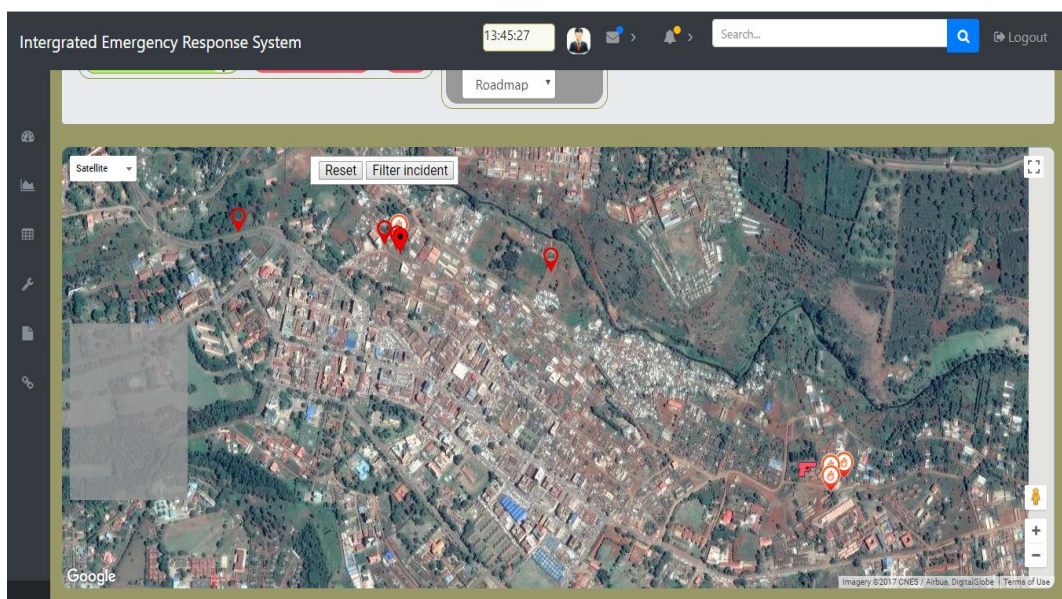 Intergrated Emergency Response System
13:45:27
Search...
Logout
Roadmap
Satellite
Reset Filter incident
Google
Imagery ©2017 CNES / Airbus, DigitalGlobe Terms of Use